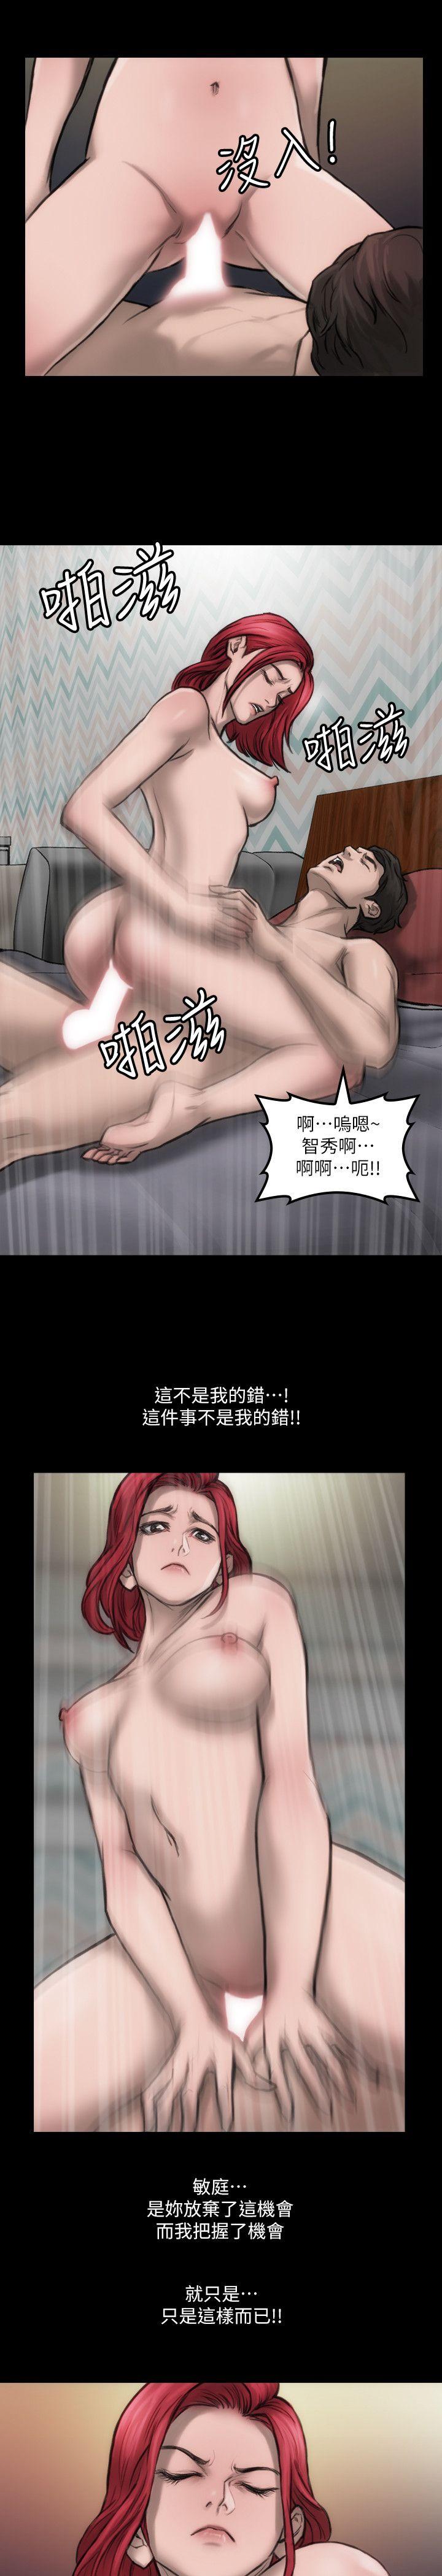 沒入!
啪滋
啪滋
啪滋
啊⋯嗚嗯~
智秀啊⋯
啊啊⋯呃!!
這不是我的錯⋯!
這件事不是我的錯!!
敏庭⋯
是妳放棄了這機會
而我把握了機會
就只是⋯
只是這樣而已!!